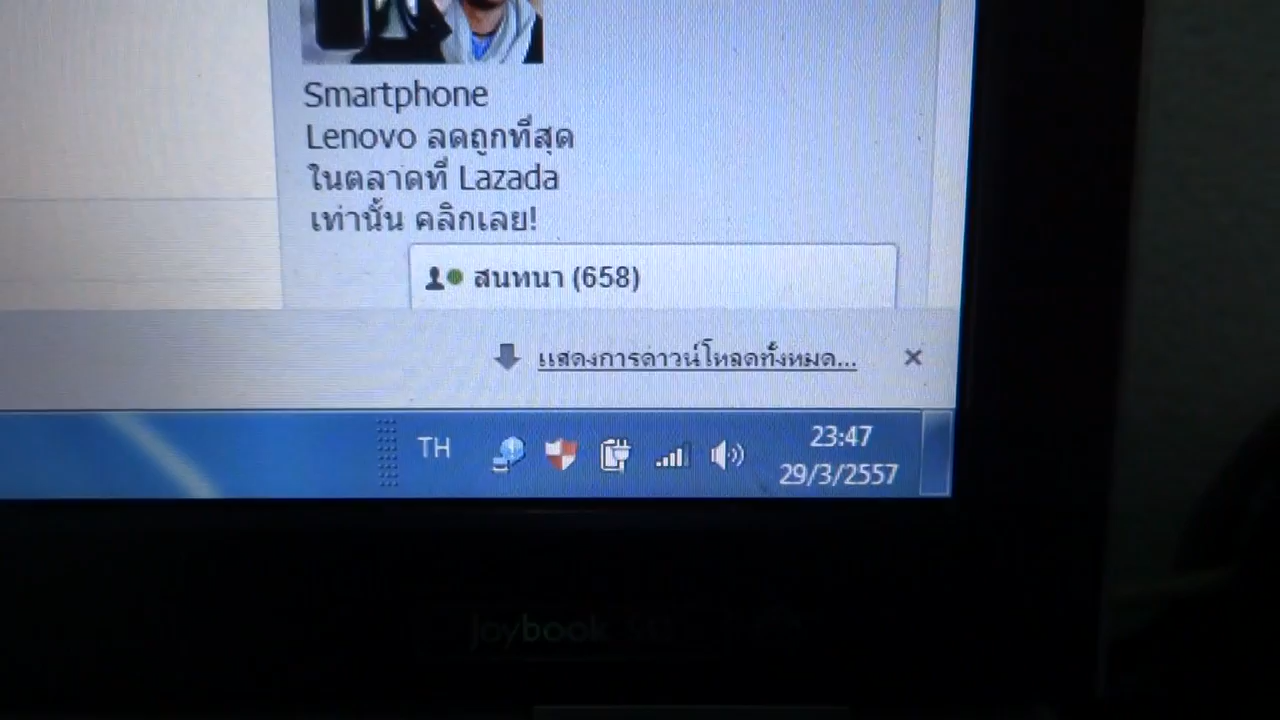 Smartphone
Lenovo ลดถูกที่สุด
ในตลาดที่ Lazada
เท่านั้น คลิกเลย!
สนทนา (658)
แสดงการดาวน์โหลดทั้งหมด...
TH
23:47
29/3/2557
Joybook